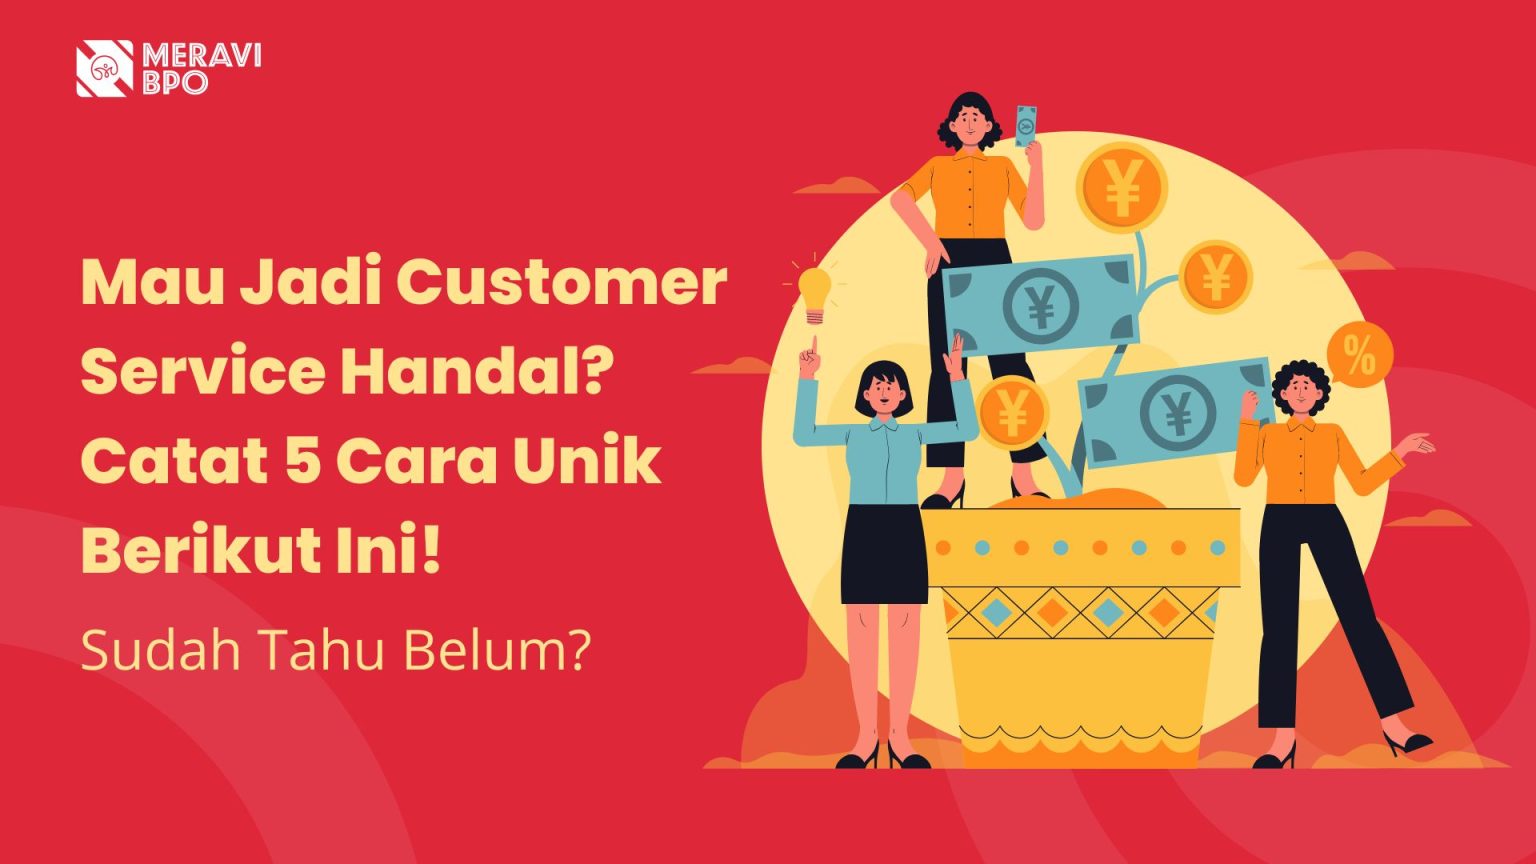 MERAVI
BPO
Mau Jadi Customer
Service Handal?
Catat 5 Cara Unik
Berikut Ini!
Sudah Tahu Belum?
¥
¥
¥
¥
¥
%